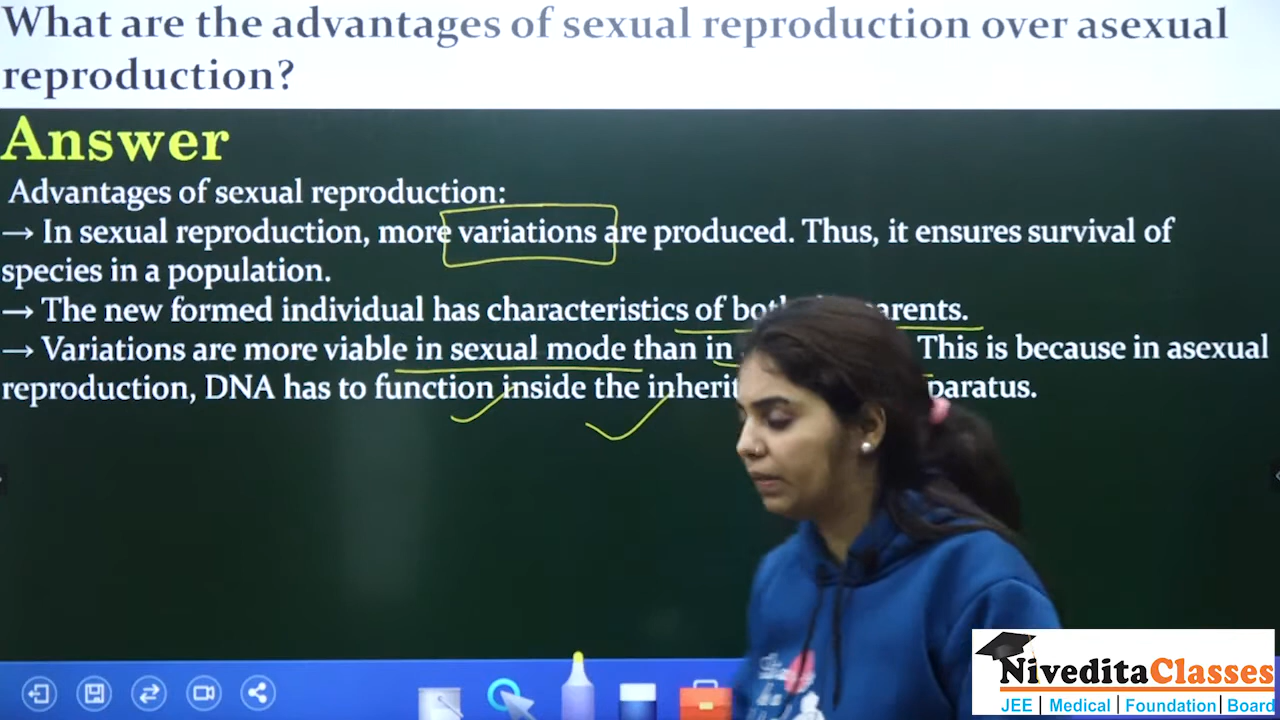 What are the advantages of sexual reproduction over asexual
reproduction?
Answer
Advantages of sexual reproduction:
→ In sexual reproduction, more variations are produced. Thus, it ensures survival of
species in a population.
→ The new formed individual has characteristics of both parents.
→ Variations are more viable in sexual mode than in This is because in asexual
reproduction, DNA has to function inside the
NiveditaClasses
JEE | Medical | Foundation | Board